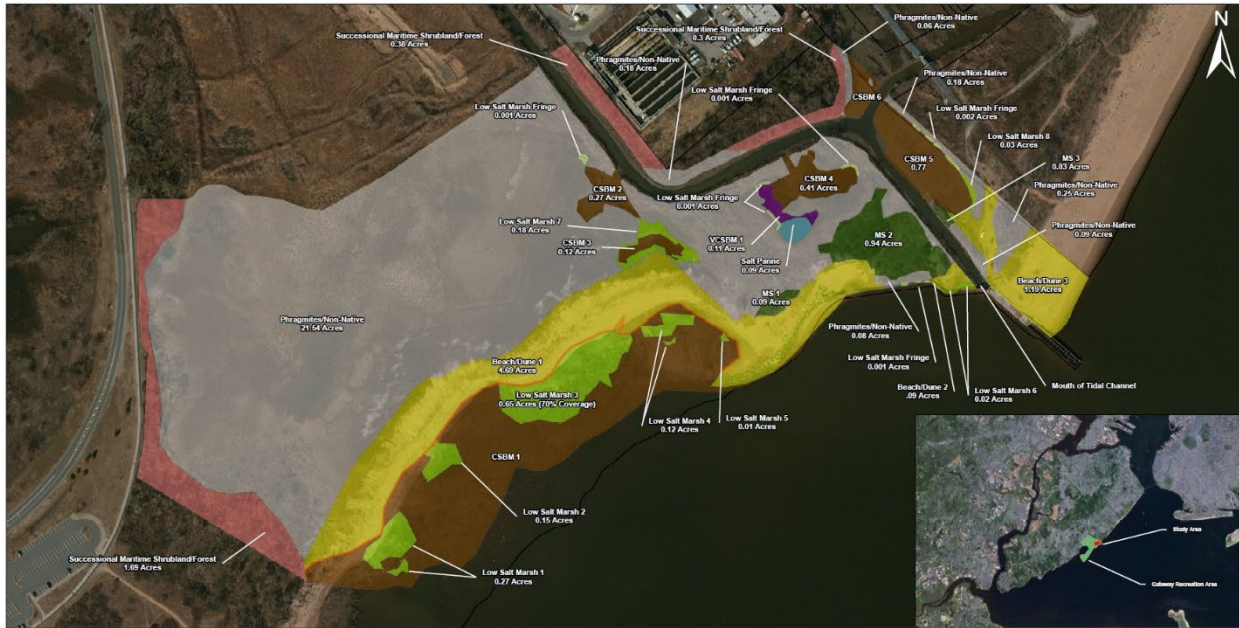 N
Phragmites/Non-Native
0.06 Acres
Successional Maritime Shrubland/Forest
0.3 Acres
Successional Maritime Shrubland/Forest
0.38 Acres
Phragmites/Non-Native
0.18 Acres
Phragmites/Non-Native
0.18 Acres
Low Salt Marsh Fringe
0.001 Acres
CSBM 6
Low Salt Marsh Fringe
0.001 Acres
Low Salt Marsh Fringe
0.002 Acres
Low Salt Marsh 8
0.03 Acres
CSBM 5
0.77
MS 3
0.03 Acres
CSBM 4
0.41 Acres
CSBM 2
0.27 Acres
Phragmites/Non-Native
0.25 Acres
Low Salt Marsh Fringe
0.001 Acres
Low Salt Marsh 7
0.18 Acres
Phragmites/Non-Native
0.09 Acres
MS 2
0.94 Acres
VCSBM 1
0.11 Acres
CSBM 3
0.12 Acres
Salt Panne
0.09 Acres
Beach/Dune 3
1.19 Acres
MS 1
0.09 Acres
Phragmites/Non-Native
21.54 Acres
Phragmites/Non-Native
0.08 Acres
Low Salt Marsh Fringe
0.001 Acres
Beach/Dune 1
4.69 Acres
Beach/Dune 2
.09 Acres
Low Salt Marsh 6
0.02 Acres
Mouth of Tidal Channel
Low Salt Marsh 3
0.65 Acres (70% Coverage)
Low Salt Marsh 4
0.12 Acres
Low Salt Marsh 5
0.01 Acres
CSBM 1
Low Salt Marsh 2
0.15 Acres
Study Area
Successional Maritime Shrubland/Forest
1.69 Acres
Low Salt Marsh 1
0.27 Acres
Gateway Recreation Area